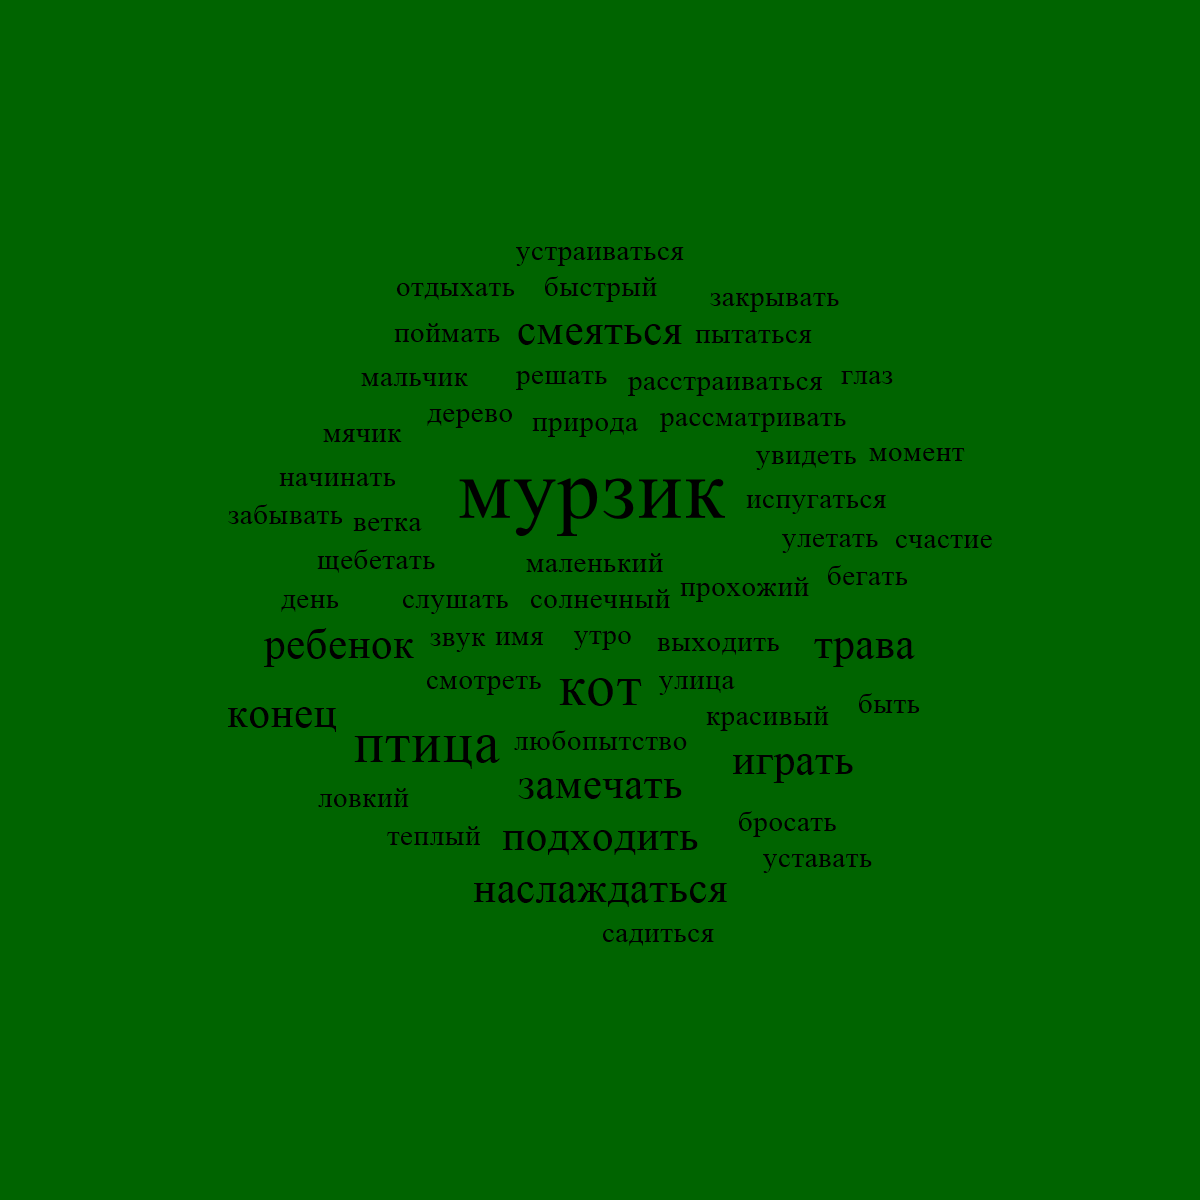 устраиваться
отдыхать быстрый закрывать
поймать смеяться пытаться
мальчик решать расстраиваться глаз
дерево природа рассматривать
мячик
увидеть момент
начинать мурзик испугаться
забывать ветка
улетать счастие
щебетать маленький
прохожий бегать
день слушать солнечный
ребенок звук имя утро выходить трава
смотреть кот улица
конец красивый быть
птица любопытство
замечать играть
ловкий
теплый подходить бросать
уставать
наслаждаться
садиться